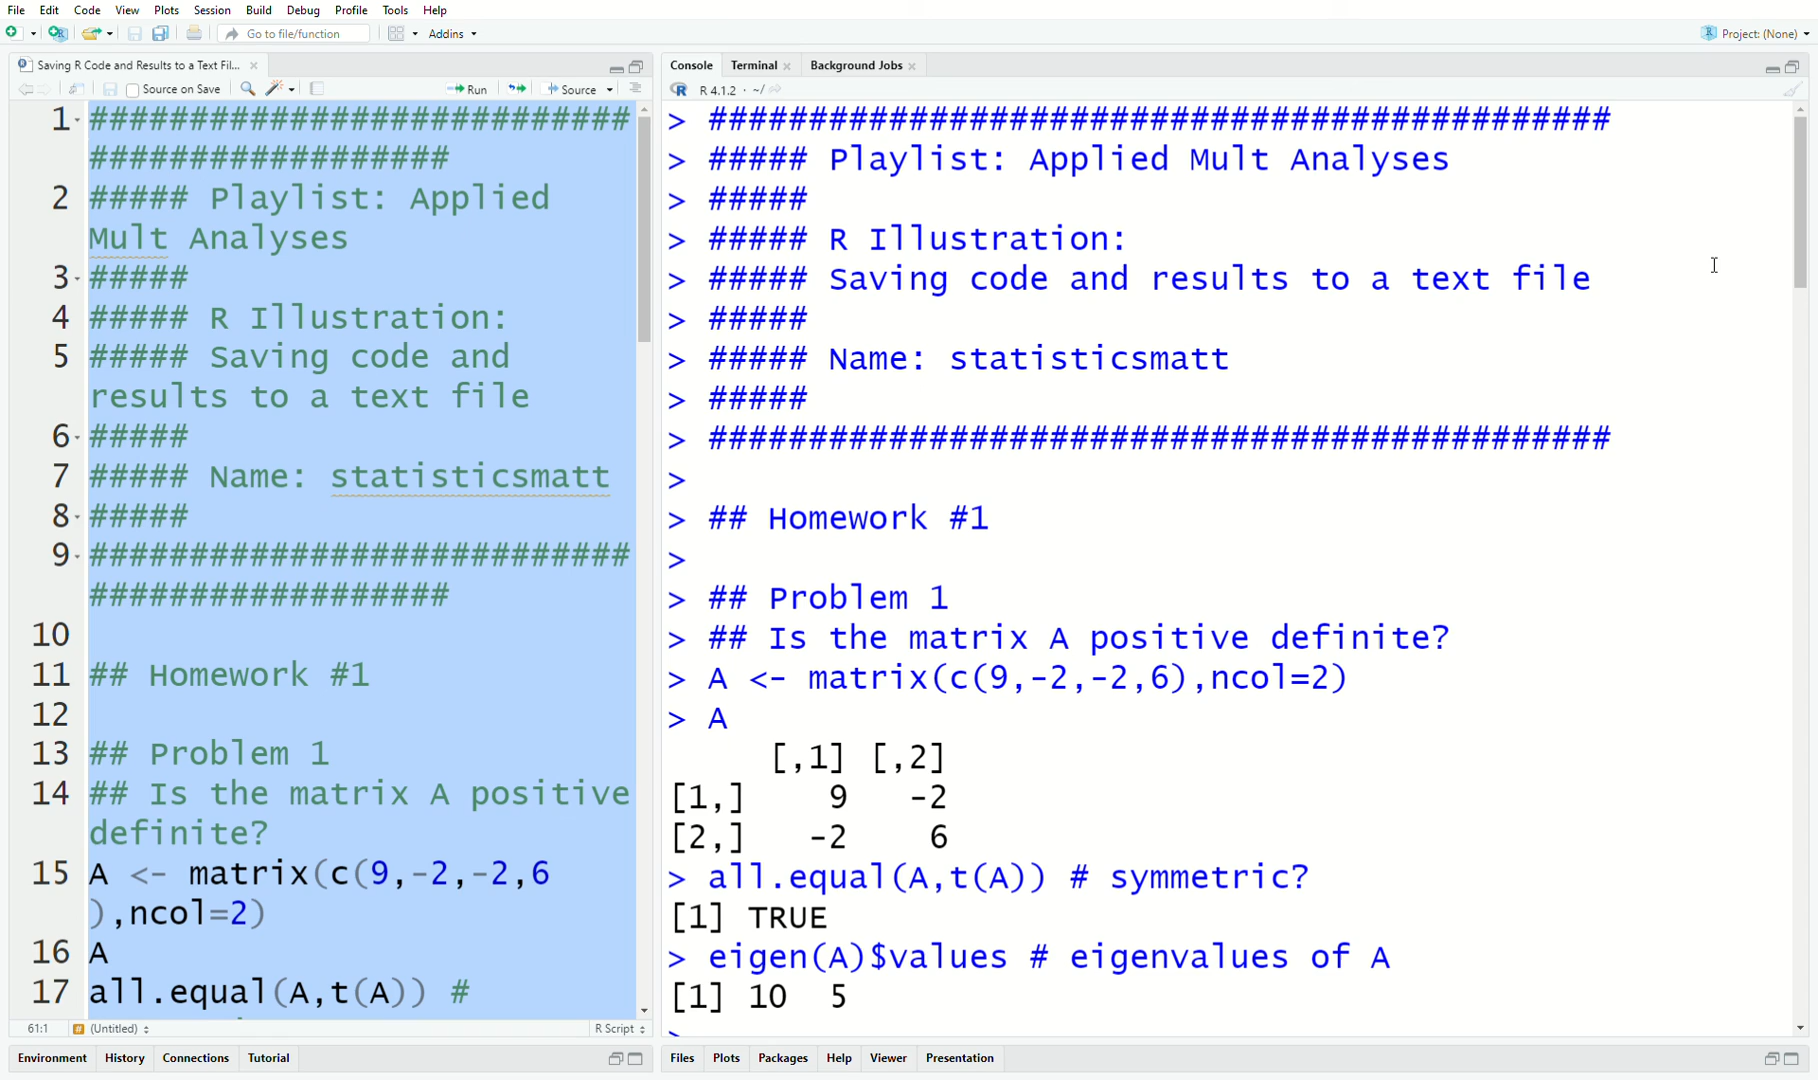 File Edit Code View Plots Session Build Debug Profile Tools Help
Go to file/function Addins Project: (None)
Saving R Code and Results to a Text Fil...
Source on Save Run Source
1 ###########################
##################
2 ##### Playlist: Applied
Mult Analyses
3 #####
4 ##### R Illustration:
5 ##### Saving code and
results to a text file
6 #####
7 ##### Name: statisticsmatt
8 #####
9 ###########################
##################
10
11 ## Homework #1
12
13 ## Problem 1
14 ## Is the matrix A positive
definite?
15 A <- matrix(c(9,-2,-2,6
),ncol=2)
16 A
17 all.equal(A,t(A)) #
61:1 # (Untitled) R Script
Environment History Connections Tutorial
Console Terminal Background Jobs
R 4.1.2 · ~/
> #############################################
> ##### Playlist: Applied Mult Analyses
> #####
> ##### R Illustration:
> ##### Saving code and results to a text file
> #####
> ##### Name: statisticsmatt
> #####
> #############################################
>
> ## Homework #1
>
> ## Problem 1
> ## Is the matrix A positive definite?
> A <- matrix(c(9,-2,-2,6),ncol=2)
> A
[,1] [,2]
[1,] 9 -2
[2,] -2 6
> all.equal(A,t(A)) # symmetric?
[1] TRUE
> eigen(A)$values # eigenvalues of A
[1] 10 5
Files Plots Packages Help Viewer Presentation